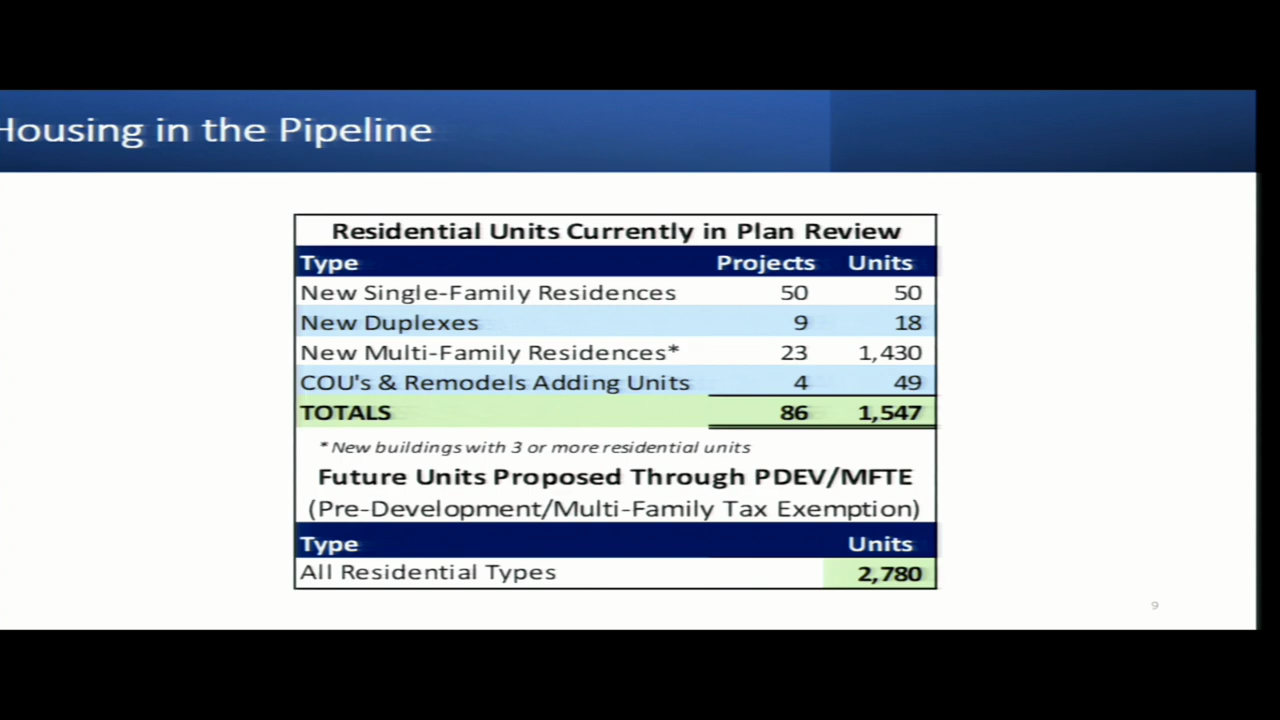 Housing in the Pipeline
Residential Units Currently in Plan Review
Type Projects Units
New Single-Family Residences 50 50
New Duplexes 9 18
New Multi-Family Residences* 23 1,430
COU's & Remodels Adding Units 4 49
TOTALS 86 1,547
* New buildings with 3 or more residential units
Future Units Proposed Through PDEV/MFTE
(Pre-Development/Multi-Family Tax Exemption)
Type Units
All Residential Types 2,780
9